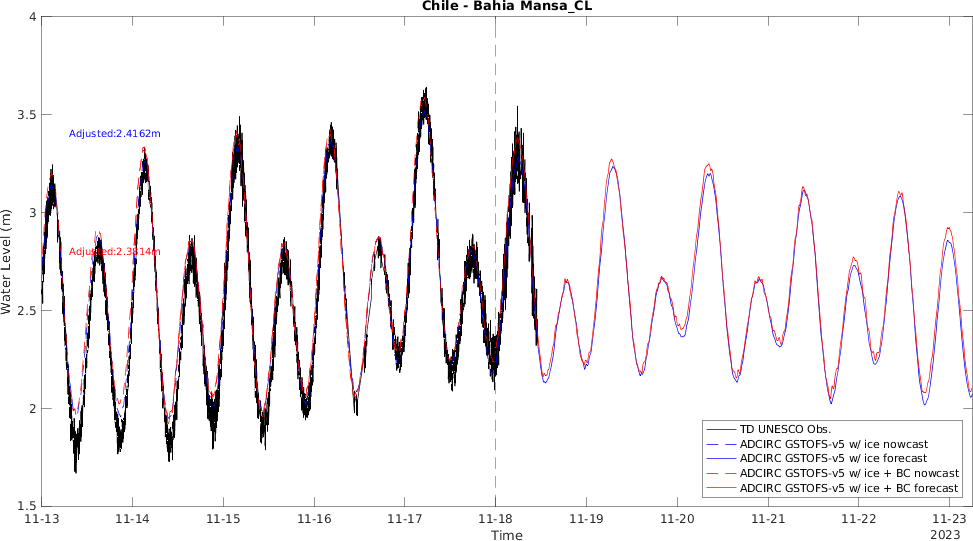 Chile - Bahia Mansa_CL
4
3.5
3
2.5
2
1.5
Water Level (m)
Adjusted:2.4162m
Adjusted:2.3814m
TD UNESCO Obs.
ADCIRC GSTOFS-v5 w/ ice nowcast
ADCIRC GSTOFS-v5 w/ ice forecast
ADCIRC GSTOFS-v5 w/ ice + BC nowcast
ADCIRC GSTOFS-v5 w/ ice + BC forecast
11-13 11-14 11-15 11-16 11-17 11-18 11-19 11-20 11-21 11-22 11-23
2023
Time